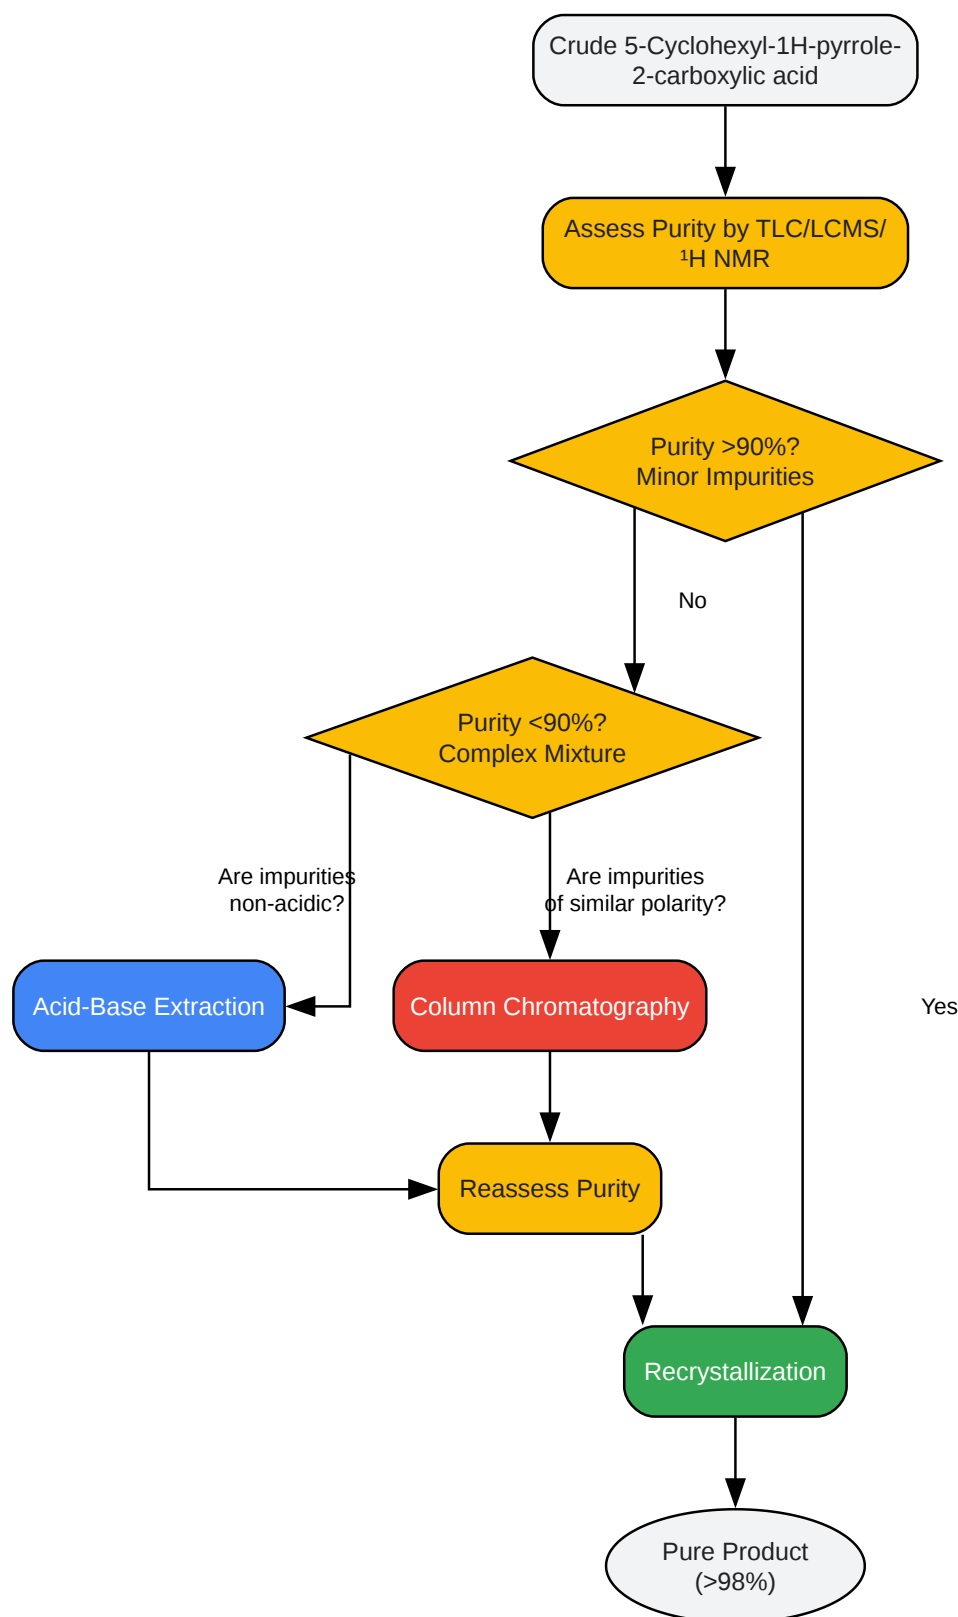 Crude 5-Cyclohexyl-1H-pyrrole-
2-carboxylic acid
Assess Purity by TLC/LCMS/
¹H NMR
Purity >90%?
Minor Impurities
No
Purity <90%?
Complex Mixture
Are impurities
non-acidic?
Are impurities
of similar polarity?
Acid-Base Extraction
Column Chromatography
Yes
Reassess Purity
Recrystallization
Pure Product
(>98%)